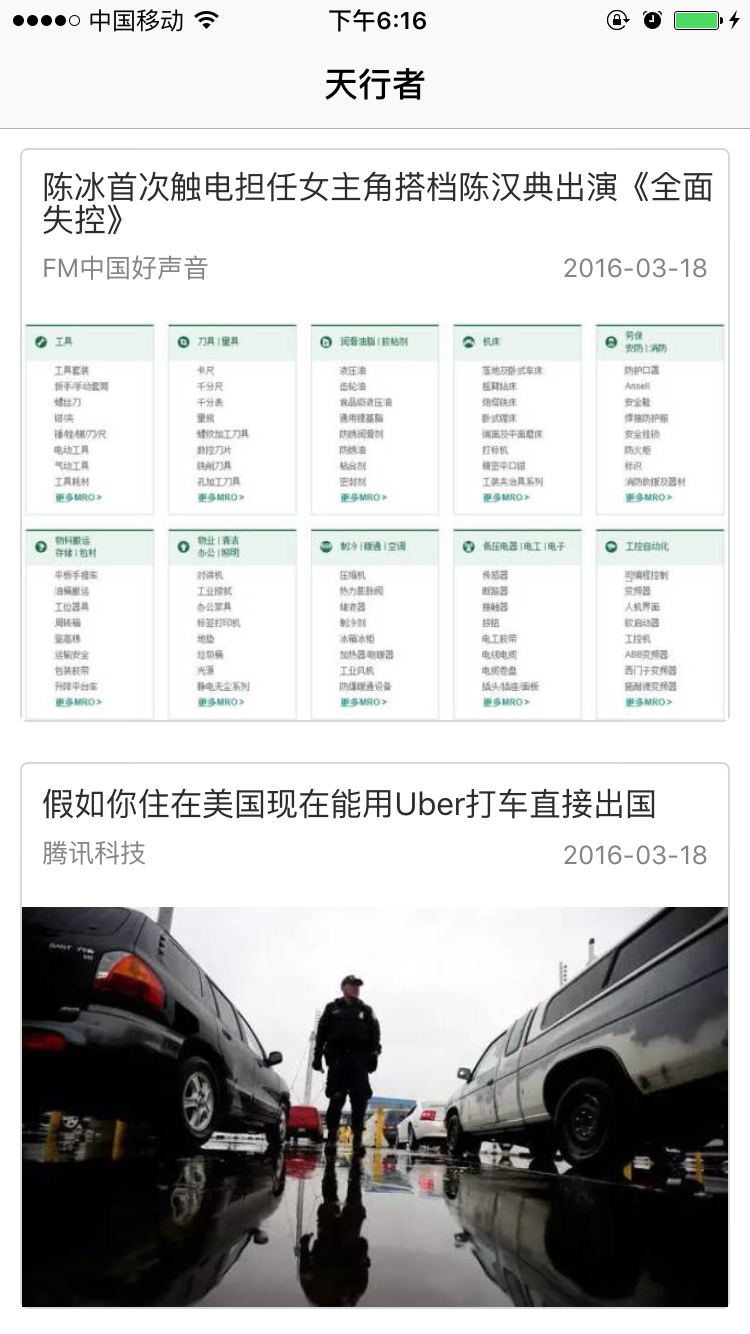 中国移动 下午6:16
天行者
陈冰首次触电担任女主角搭档陈汉典出演《全面
失控》
FM中国好声音 2016-03-18
工具
工具套装
扳手/手动套筒
螺丝刀
钳/夹
锤/柱/锯/刀/尺
电动工具
气动工具
工具耗材
更多MRO >
刀具 | 量具
卡尺
千分尺
千分表
量规
螺纹加工刀具
数控刀片
铣削刀具
孔加工刀具
更多MRO >
润滑油脂 | 胶粘剂
液压油
齿轮油
食品级液压油
通用锂基脂
防锈润滑剂
防锈油
粘合剂
密封剂
更多MRO >
机床
落地及卧式车床
摇臂钻床
炮塔铣床
卧式镗床
端面及平面磨床
打标机
精密平口钳
工装夹治具系列
更多MRO >
劳保
安防 | 消防
防护口罩
Ansell
安全鞋
焊接防护服
安全挂锁
防火柜
标识
消防救援及器材
更多MRO >
物料搬运
存储 | 包材
平板手推车
油桶搬运
工位器具
周转箱
登高梯
运输安全
包装胶带
升降平台车
更多MRO >
物业 | 清洁
办公 | 照明
对讲机
工业擦拭
办公家具
标签打印机
地垫
垃圾桶
光源
静电无尘系列
更多MRO >
制冷 | 暖通 | 空调
压缩机
热力膨胀阀
储液器
制冷剂
冰箱冰柜
加热器/取暖器
工业风机
防爆暖通设备
更多MRO >
低压电器 | 电工 | 电子
传感器
断路器
接触器
按钮
电工胶带
电线电缆
电缆卷盘
插头/插座/面板
更多MRO >
工控自动化
可编程控制
变频器
人机界面
软启动器
工控机
ABB变频器
西门子变频器
施耐德变频器
更多MRO >
假如你住在美国现在能用Uber打车直接出国
腾讯科技 2016-03-18